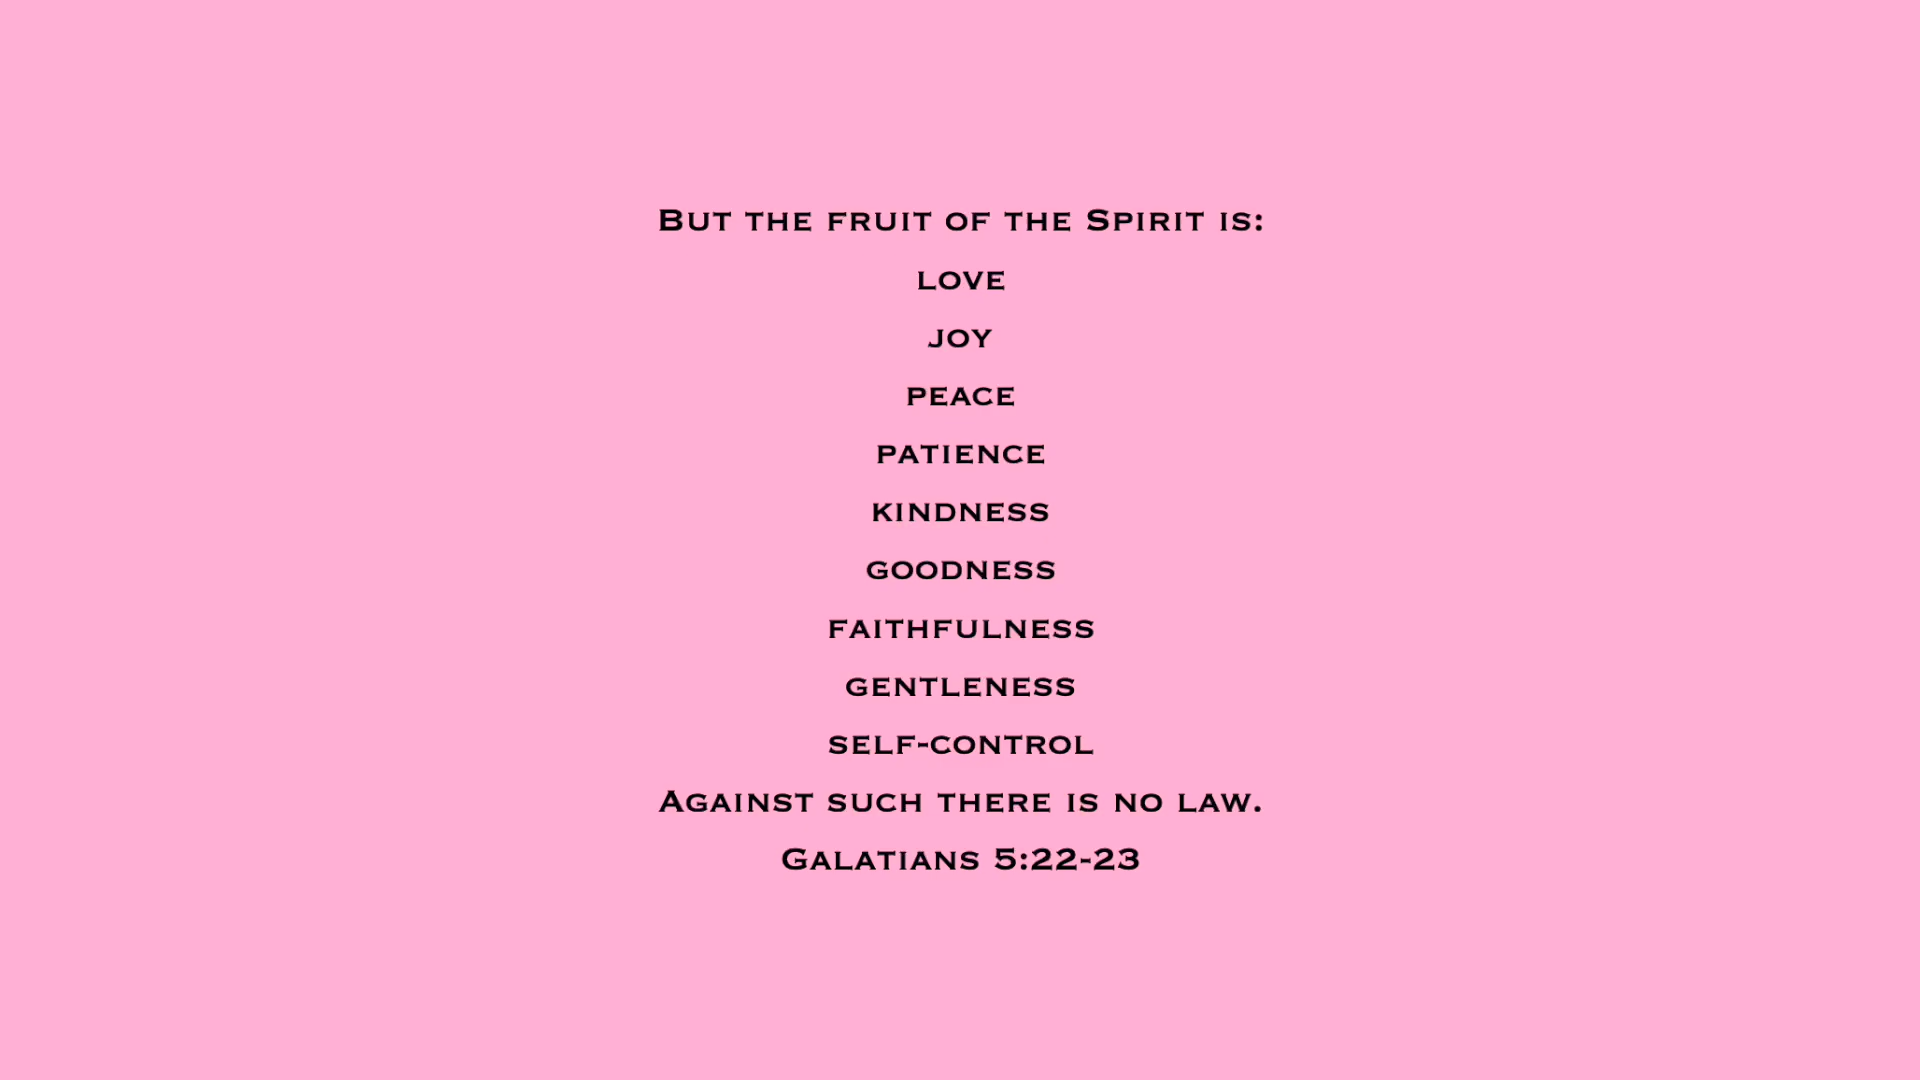 But the fruit of the Spirit is:
love
joy
peace
patience
kindness
goodness
faithfulness
gentleness
self-control
Against such there is no law.
Galatians 5:22-23